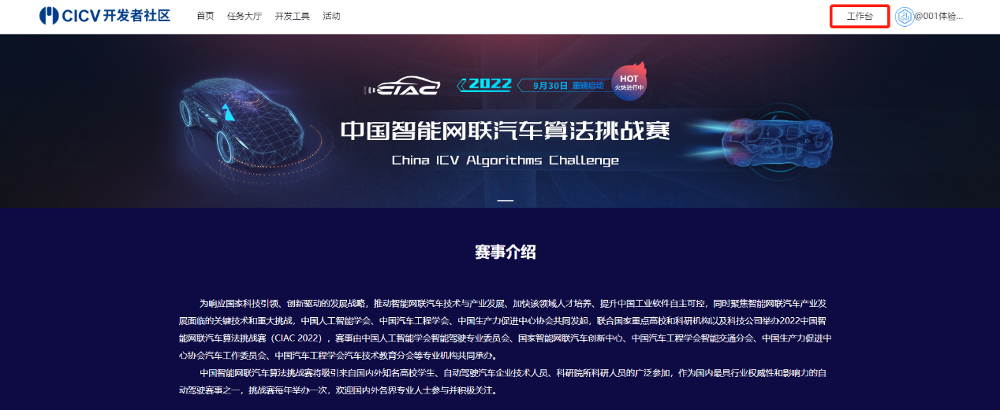 CICV 开发者社区 首页 任务大厅 开发工具 活动 工作台 @001体验...
CIAC 2022 9月30日 重磅启动 HOT
火热进行中
中国智能网联汽车算法挑战赛
China ICV Algorithms Challenge
赛事介绍
为响应国家科技引领、创新驱动的发展战略，推动智能网联汽车技术与产业发展、加快该领域人才培养、提升中国工业软件自主可控，同时聚焦智能网联汽车产业发
展面临的关键技术和重大挑战，中国人工智能学会、中国汽车工程学会、中国生产力促进中心协会共同发起，联合国家重点高校和科研机构以及科技公司举办2022中国智
能网联汽车算法挑战赛（CIAC 2022），赛事由中国人工智能学会智能驾驶专业委员会、国家智能网联汽车创新中心、中国汽车工程学会智能交通分会、中国生产力促进中
心协会汽车工作委员会、中国汽车工程学会汽车技术教育分会等专业机构共同承办。
中国智能网联汽车算法挑战赛将吸引来自国内外知名高校学生、自动驾驶汽车企业技术人员、科研院所科研人员的广泛参加，作为国内最具行业权威性和影响力的自
动驾驶赛事之一，挑战赛每年举办一次，欢迎国内外各界专业人士参与并积极关注。